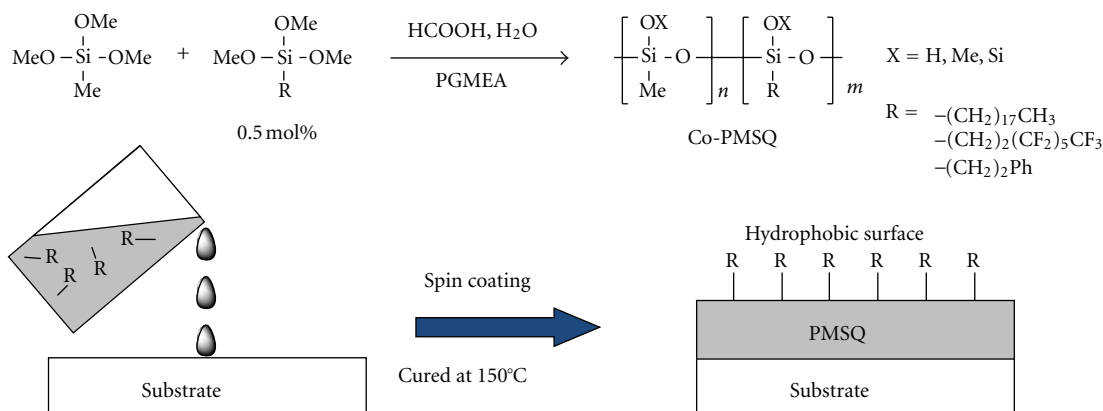 OMe
MeO – Si – OMe
Me
+
OMe
MeO – Si – OMe
R
0.5 mol%
HCOOH, H₂O
PGMEA
OX OX
Si – O Si – O
Me R
n m
Co-PMSQ
X = H, Me, Si
R = –(CH₂)₁₇CH₃
–(CH₂)₂(CF₂)₅CF₃
–(CH₂)₂Ph
R R R R
Substrate
Spin coating
Cured at 150°C
Hydrophobic surface
R R R R R R
PMSQ
Substrate